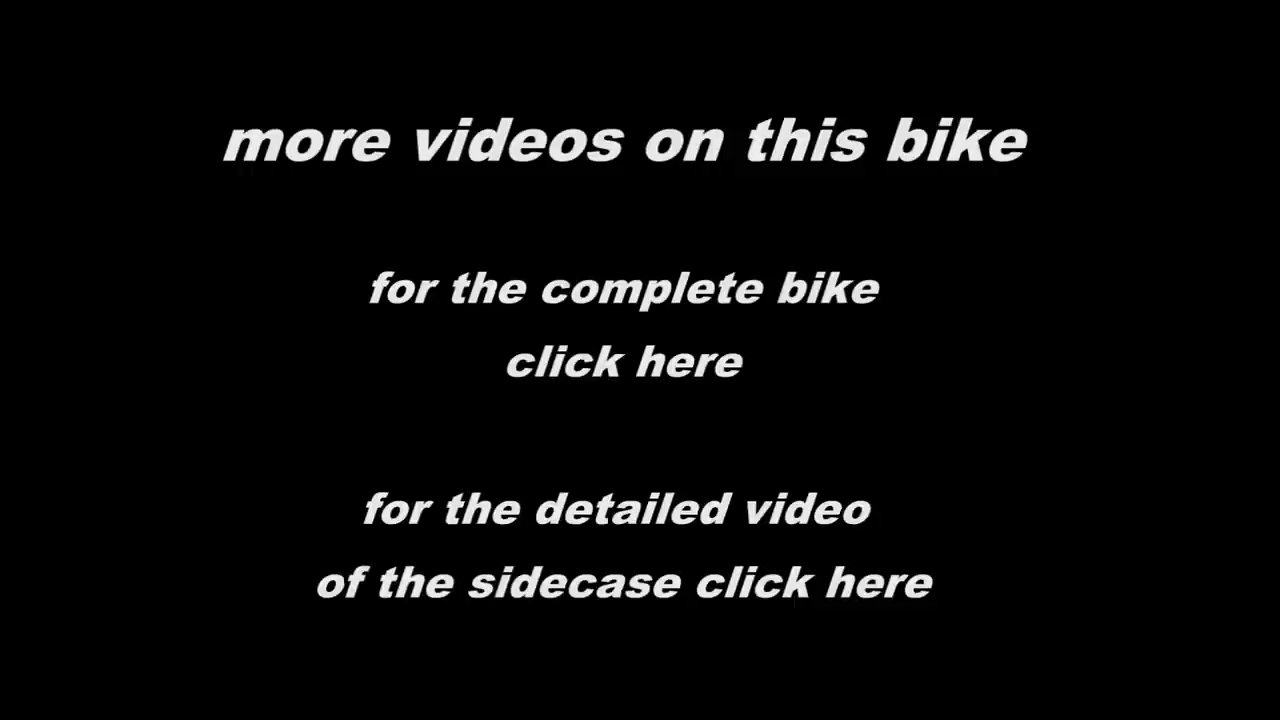 more videos on this bike
for the complete bike
click here
for the detailed video
of the sidecase click here